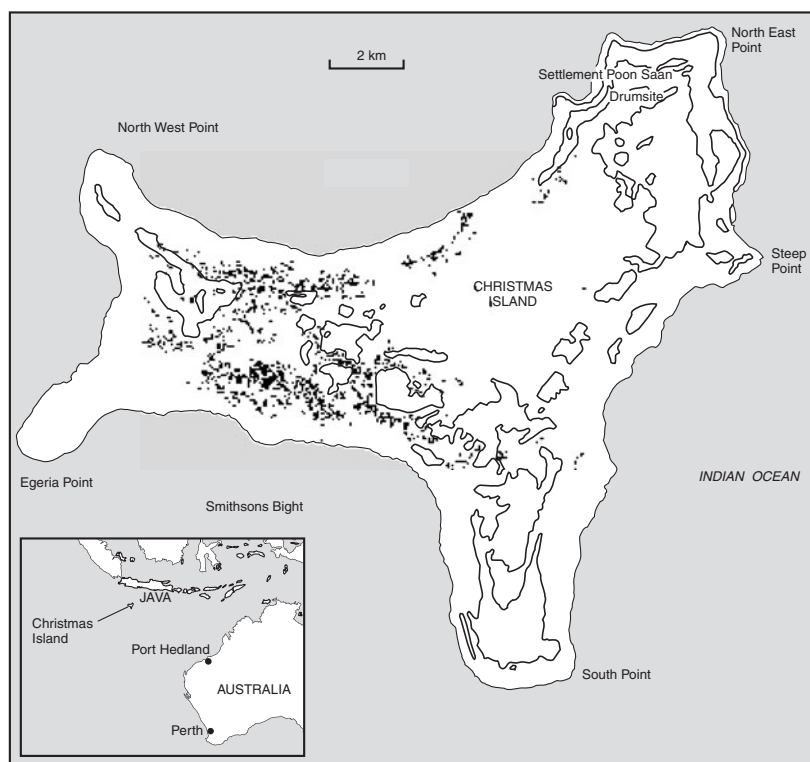 North East
Point
2 km
Settlement Poon Saan
Drumsite
North West Point
Steep
Point
CHRISTMAS
ISLAND
INDIAN OCEAN
Egeria Point
Smithsons Bight
JAVA
Christmas
Island
Port Hedland
AUSTRALIA
Perth
South Point